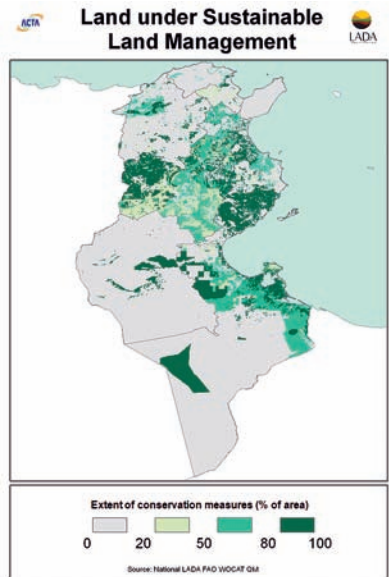 ACTA
Land under Sustainable
Land Management
LADA
Extent of conservation measures (% of area)
0 20 50 80 100
Source: National LADA FAO WOCAT QM